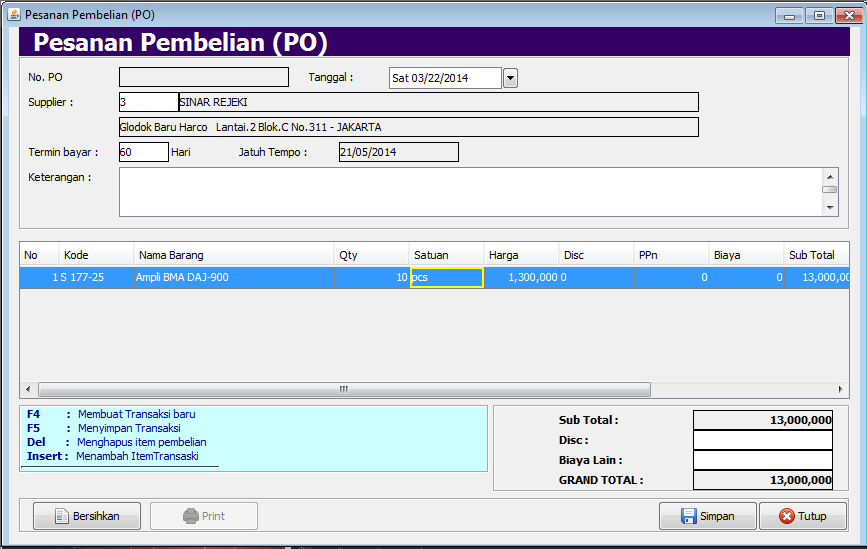 Pesanan Pembelian (PO)
Pesanan Pembelian (PO)
No. PO Tanggal : Sat 03/22/2014
Supplier : 3 SINAR REJEKI
Glodok Baru Harco Lantai.2 Blok.C No.311 - JAKARTA
Termin bayar : 60 Hari Jatuh Tempo : 21/05/2014
Keterangan :
No Kode Nama Barang Qty Satuan Harga Disc PPn Biaya Sub Total
1 S 177-25 Ampli BMA DAJ-900 10 pcs 1,300,000 0 0 0 13,000,00
F4 : Membuat Transaksi baru
F5 : Menyimpan Transaksi
Del : Menghapus item pembelian
Insert : Menambah ItemTransaski
Sub Total : 13,000,000
Disc :
Biaya Lain :
GRAND TOTAL : 13,000,000
Bersihkan Print Simpan Tutup